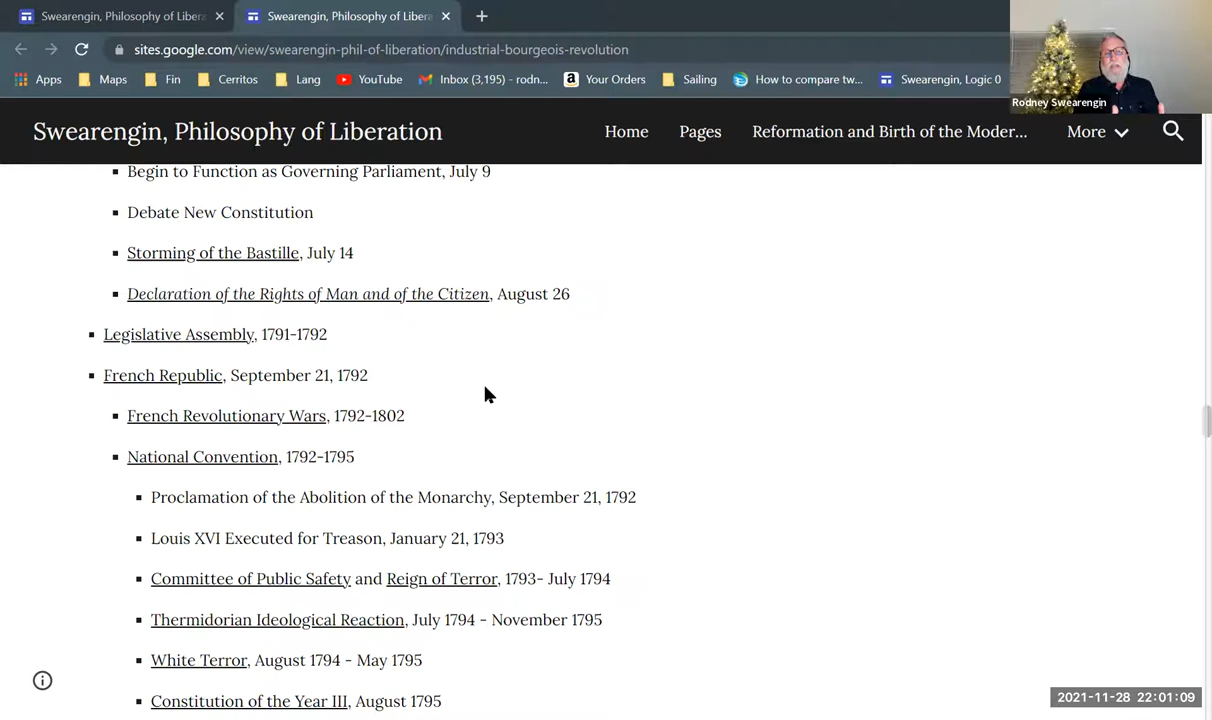 Swearengin, Philosophy of Libera
Swearengin, Philosophy of Libera
sites.google.com/view/swearengin-phil-of-liberation/industrial-bourgeois-revolution
Apps Maps Fin Cerritos Lang YouTube Inbox (3,195) - rodn... Your Orders Sailing How to compare tw... Swearengin, Logic 0
Rodney Swearengin
Swearengin, Philosophy of Liberation Home Pages Reformation and Birth of the Moder... More
Begin to Function as Governing Parliament, July 9
Debate New Constitution
Storming of the Bastille, July 14
Declaration of the Rights of Man and of the Citizen, August 26
Legislative Assembly, 1791-1792
French Republic, September 21, 1792
French Revolutionary Wars, 1792-1802
National Convention, 1792-1795
Proclamation of the Abolition of the Monarchy, September 21, 1792
Louis XVI Executed for Treason, January 21, 1793
Committee of Public Safety and Reign of Terror, 1793- July 1794
Thermidorian Ideological Reaction, July 1794 - November 1795
White Terror, August 1794 - May 1795
Constitution of the Year III, August 1795
2021-11-28 22:01:09